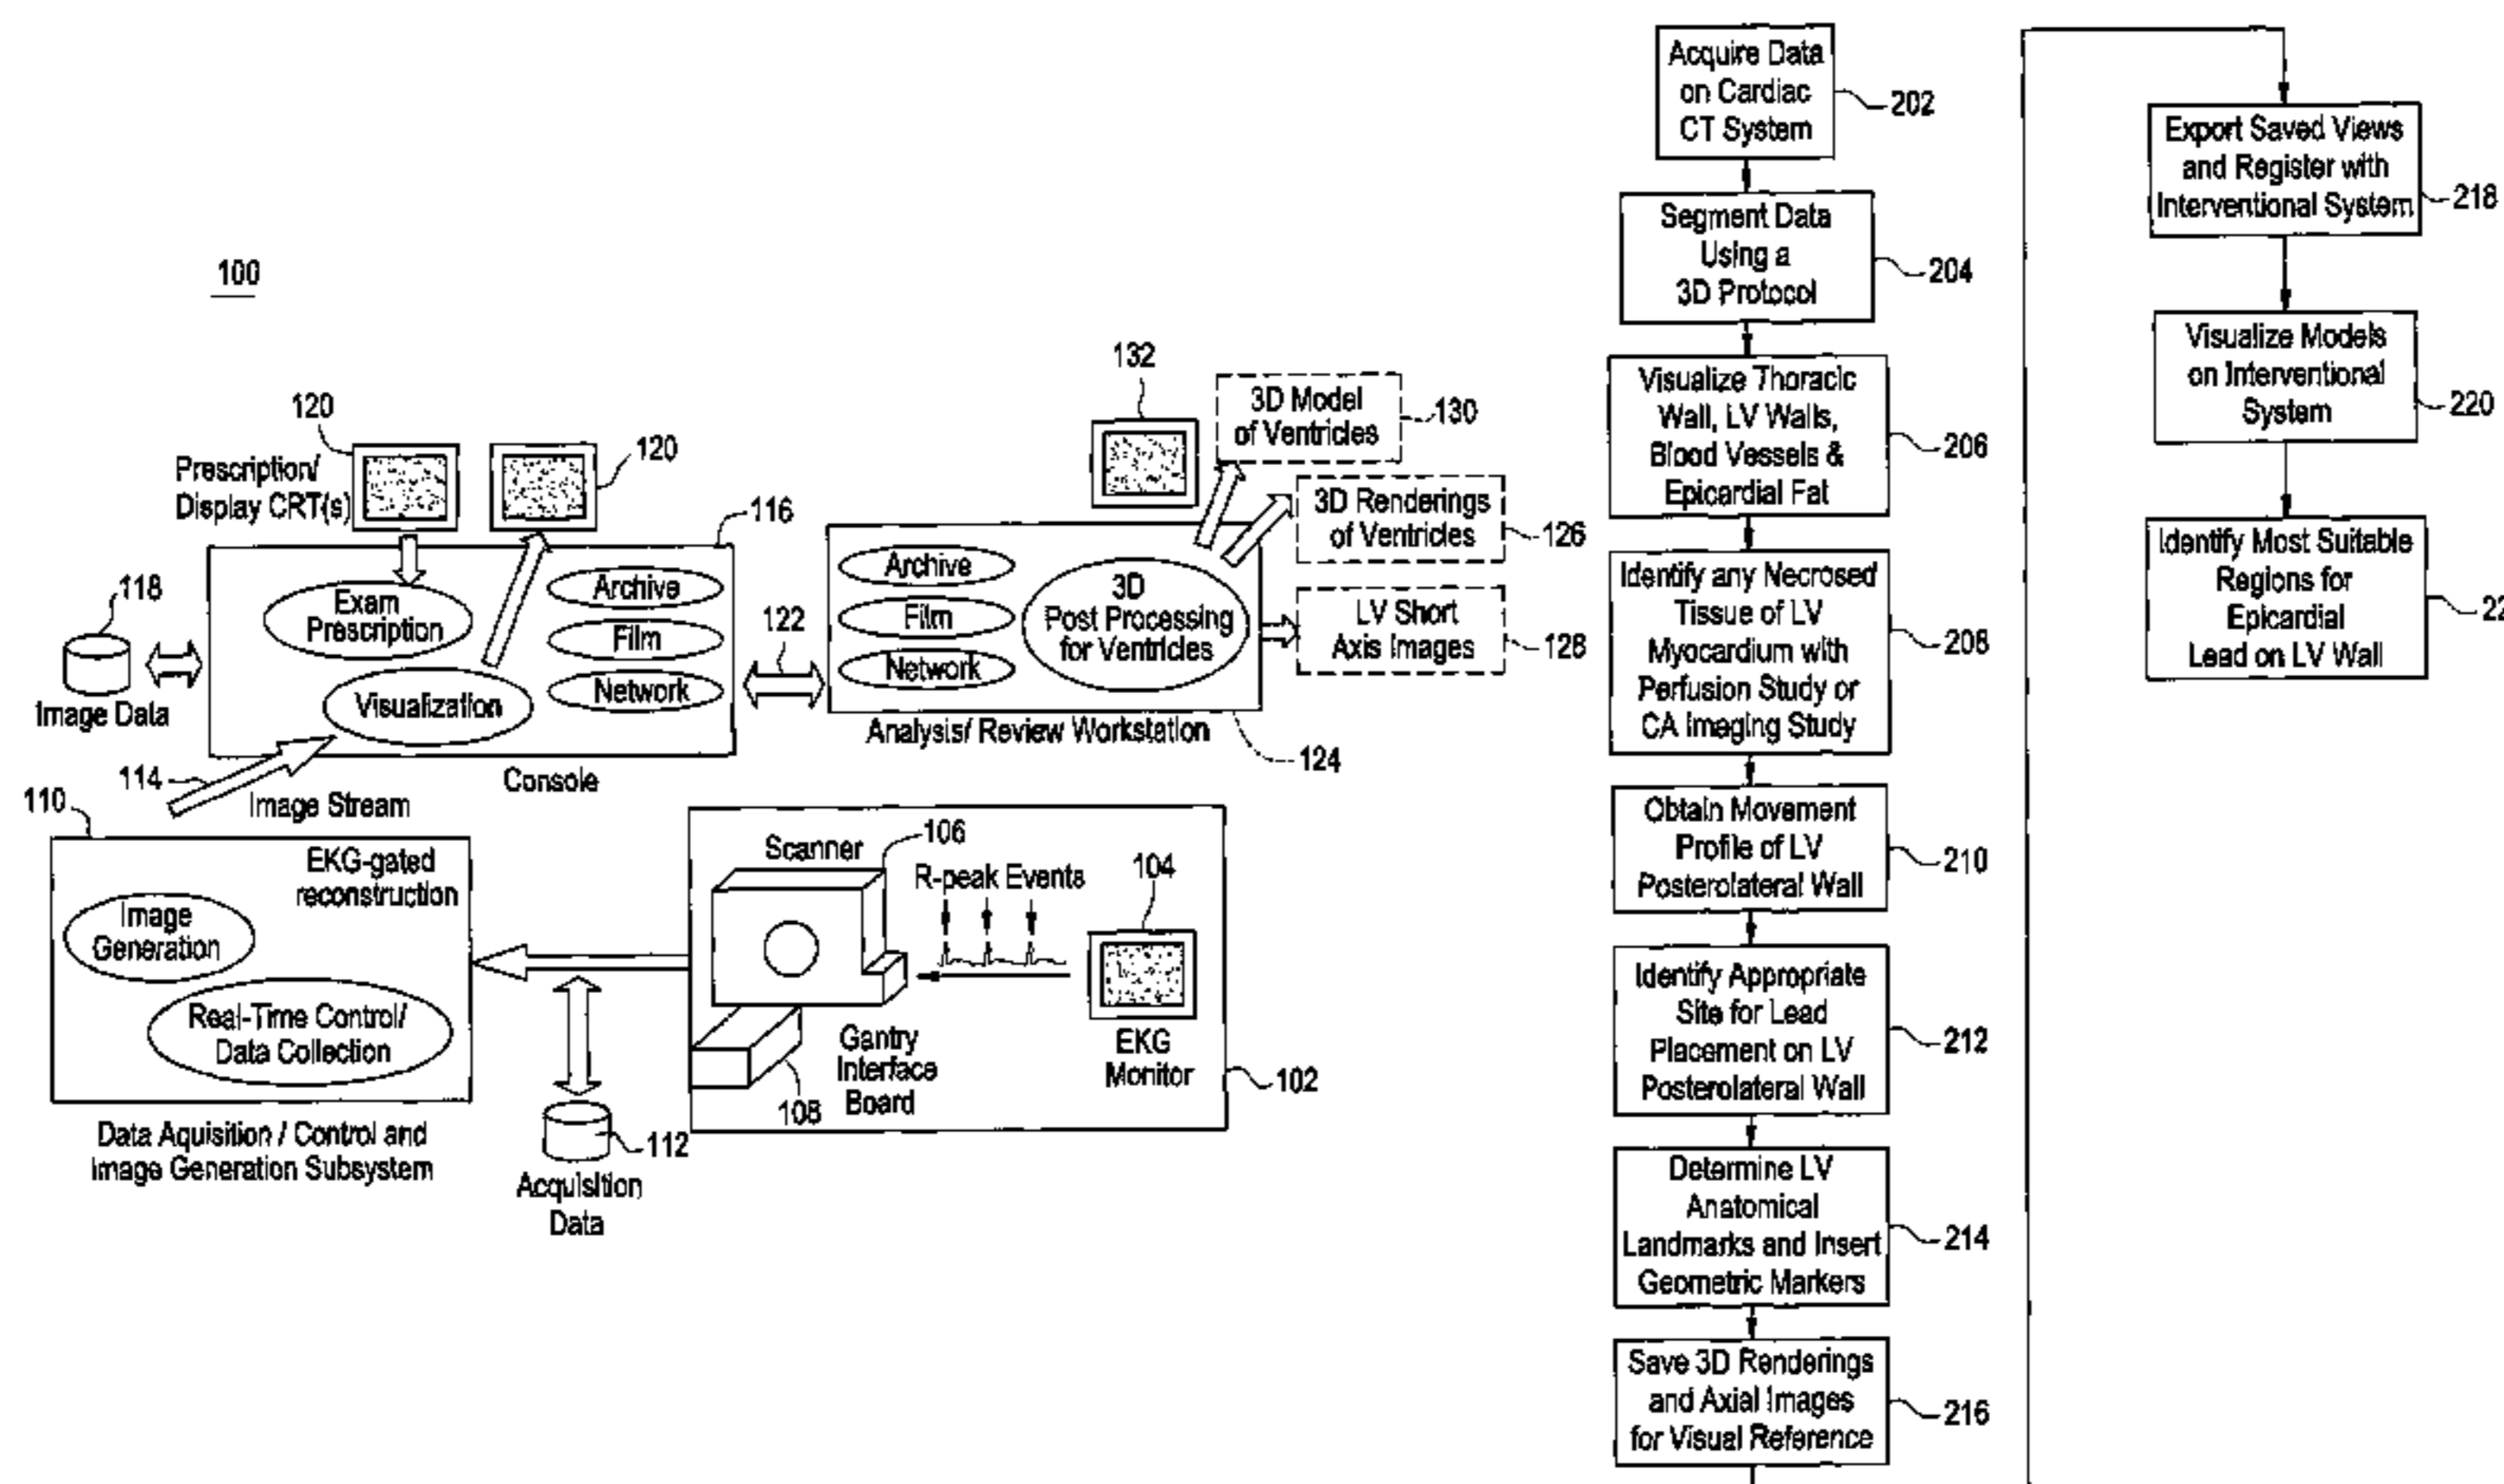 100
120
Prescription/
Display CRT(s)
120
116
118
Image Data
Exam
Prescription
Visualization
Archive
Film
Network
Console
114
Image Stream
122
132
3D Model
of Ventricles
130
3D Renderings
of Ventricles
126
LV Short
Axis Images
128
Archive
Film
Network
3D
Post Processing
for Ventricles
Analysis/ Review Workstation
124
110
EKG-gated
reconstruction
Image
Generation
Real-Time Control/
Data Collection
Data Aquisition / Control and
Image Generation Subsystem
112
Acquisition
Data
Scanner
106
R-peak Events
104
108
Gantry
Interface
Board
EKG
Monitor
102
Acquire Data
on Cardiac
CT System
202
Segment Data
Using a
3D Protocol
204
Visualize Thoracic
Wall, LV Walls,
Blood Vessels &
Epicardial Fat
206
Identify any Necrosed
Tissue of LV
Myocardium with
Perfusion Study or
CA Imaging Study
208
Obtain Movement
Profile of LV
Posterolateral Wall
210
Identify Appropriate
Site for Lead
Placement on LV
Posterolateral Wall
212
Determine LV
Anatomical
Landmarks and Insert
Geometric Markers
214
Save 3D Renderings
and Axial Images
for Visual Reference
216
Export Saved Views
and Register with
Interventional System
218
Visualize Models
on Interventional
System
220
Identify Most Suitable
Regions for
Epicardial
Lead on LV Wall